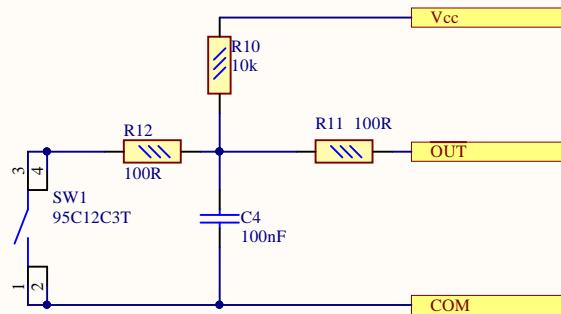 Vcc
R10
10k
R12
100R
R11 100R
OUT
3
4
SW1
95C12C3T
C4
100nF
1
2
COM